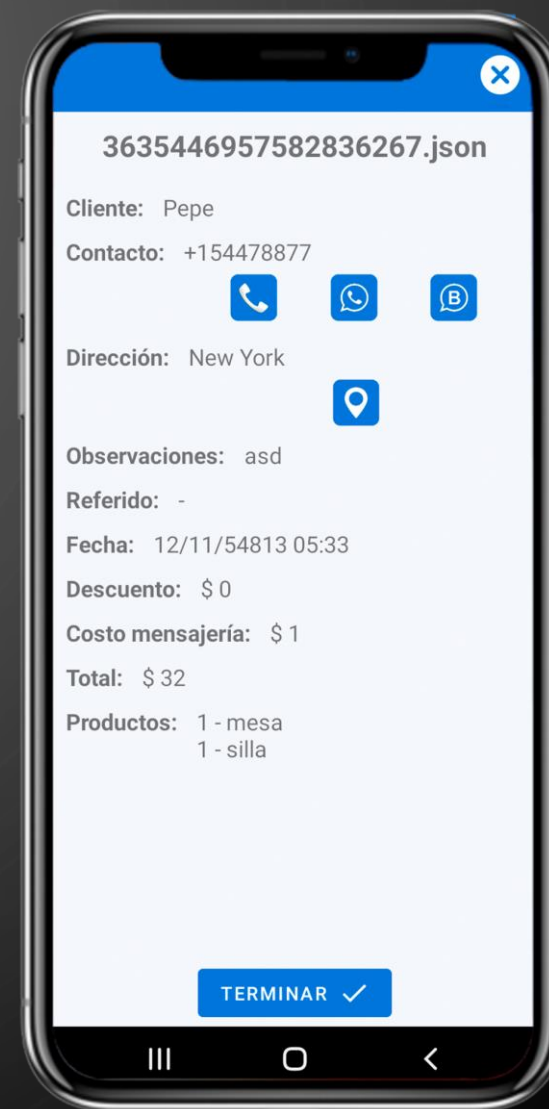 3635446957582836267.json
Cliente: Pepe
Contacto: +154478877
B
Dirección: New York
Observaciones: asd
Referido: -
Fecha: 12/11/54813 05:33
Descuento: $ 0
Costo mensajería: $ 1
Total: $ 32
Productos: 1 - mesa
1 - silla
TERMINAR